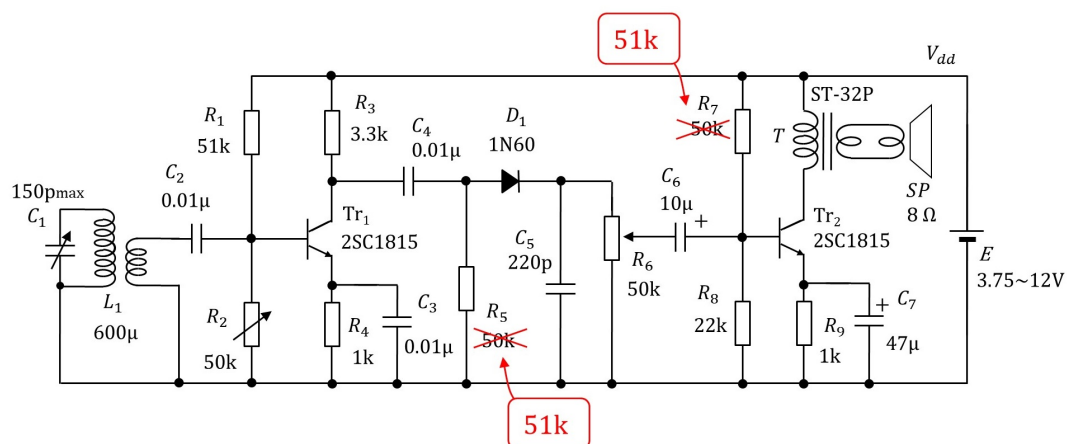 51k
V_dd
ST-32P
R₁
51k
R₃
3.3k
C₄
0.01μ
D₁
1N60
R₇
50k
T
C₂
0.01μ
150pmax
C₁
Tr₁
2SC1815
C₆
10μ
+
Tr₂
2SC1815
SP
8 Ω
C₅
220p
R₆
50k
E
3.75~12V
L₁
600μ
R₂
50k
R₄
1k
C₃
0.01μ
R₅
50k
R₈
22k
R₉
1k
+
C₇
47μ
51k